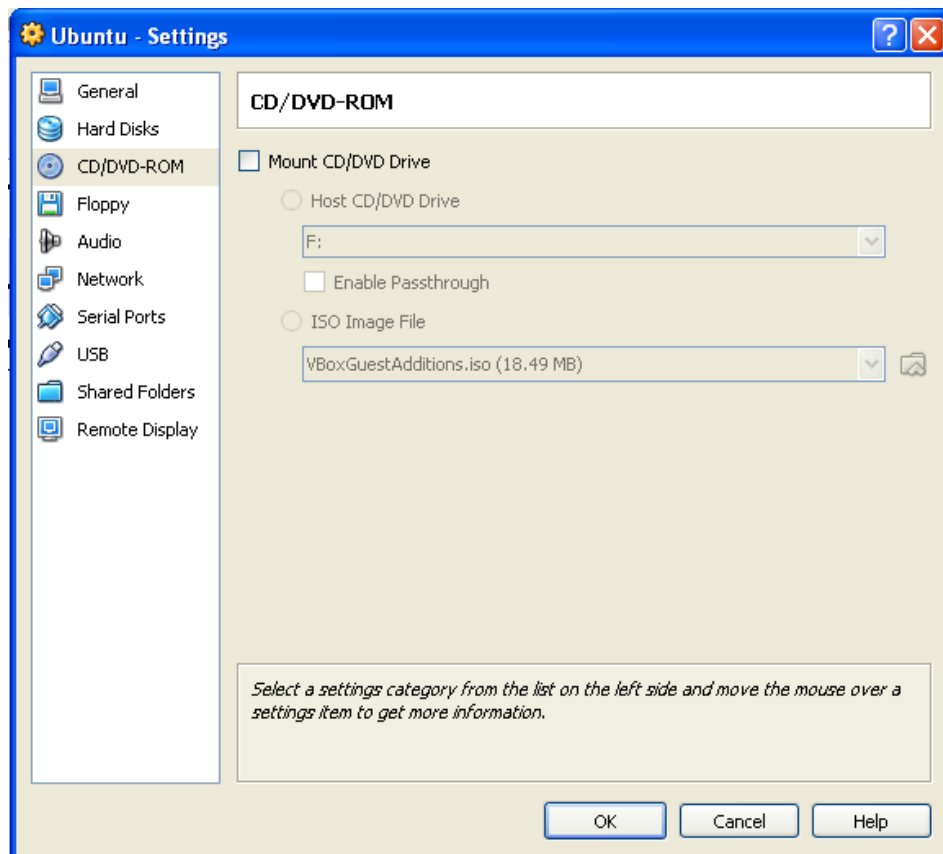 Ubuntu - Settings
General
Hard Disks
CD/DVD-ROM
Floppy
Audio
Network
Serial Ports
USB
Shared Folders
Remote Display
CD/DVD-ROM
Mount CD/DVD Drive
Host CD/DVD Drive
F:
Enable Passthrough
ISO Image File
VBoxGuestAdditions.iso (18.49 MB)
Select a settings category from the list on the left side and move the mouse over a
settings item to get more information.
OK
Cancel
Help